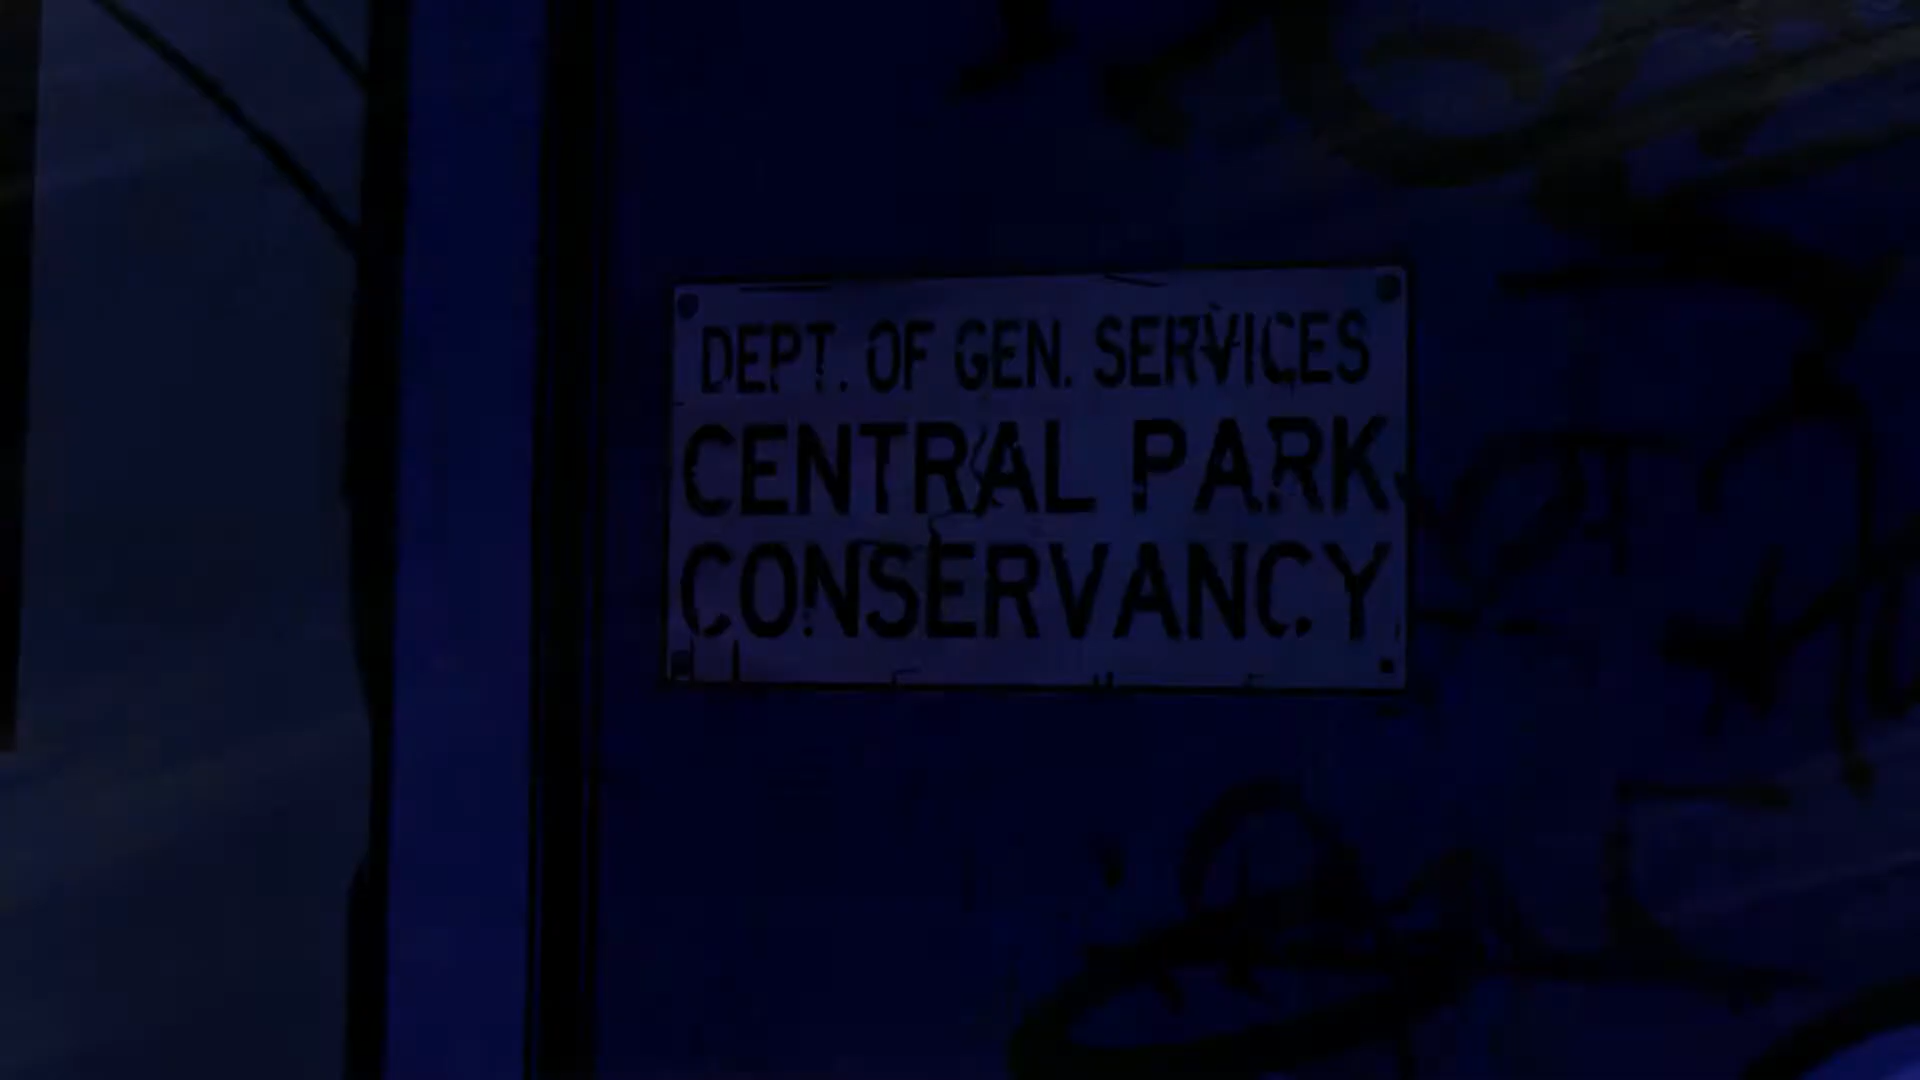 DEPT. OF GEN. SERVICES
CENTRAL PARK
CONSERVANCY